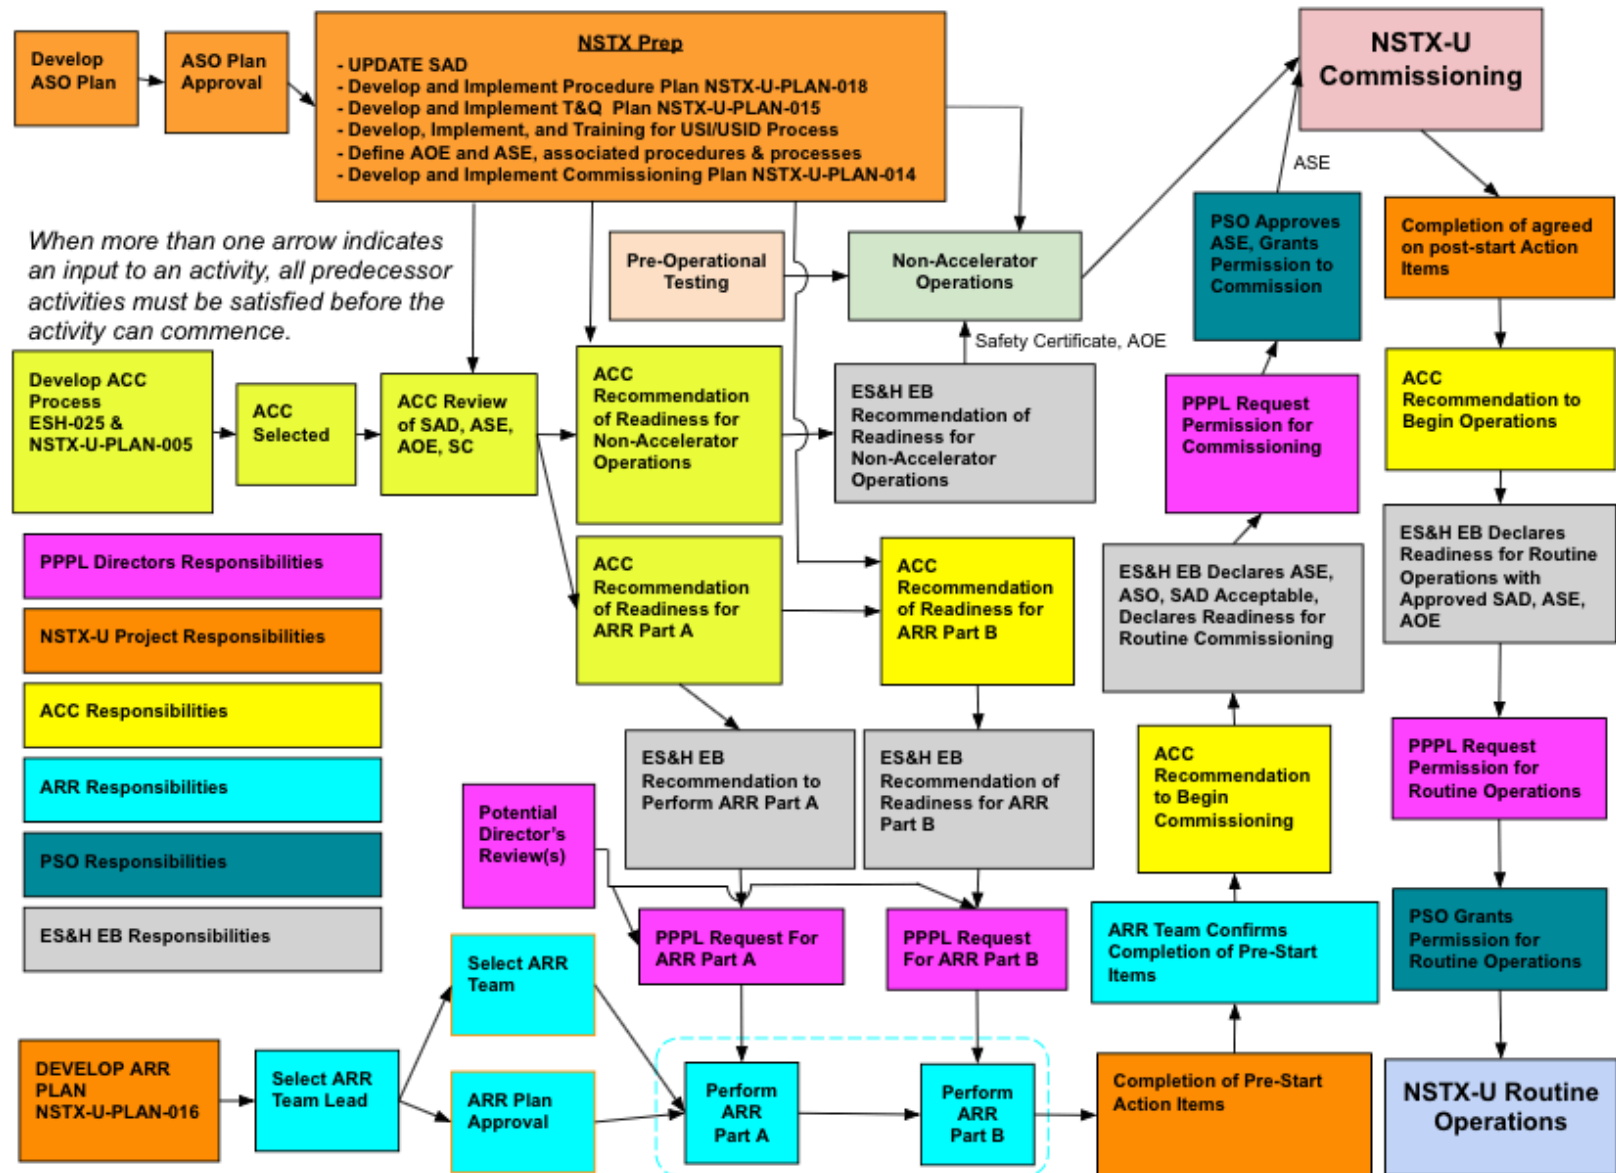 Develop
ASO Plan
ASO Plan
Approval
NSTX Prep
- UPDATE SAD
- Develop and Implement Procedure Plan NSTX-U-PLAN-018
- Develop and Implement T&Q Plan NSTX-U-PLAN-015
- Develop, Implement, and Training for USI/USID Process
- Define AOE and ASE, associated procedures & processes
- Develop and Implement Commissioning Plan NSTX-U-PLAN-014
NSTX-U
Commissioning
ASE
When more than one arrow indicates
an input to an activity, all predecessor
activities must be satisfied before the
activity can commence.
Pre-Operational
Testing
Non-Accelerator
Operations
PSO Approves
ASE, Grants
Permission to
Commission
Completion of agreed
on post-start Action
Items
Safety Certificate, AOE
Develop ACC
Process
ESH-025 &
NSTX-U-PLAN-005
ACC
Selected
ACC Review
of SAD, ASE,
AOE, SC
ACC
Recommendation
of Readiness for
Non-Accelerator
Operations
ES&H EB
Recommendation of
Readiness for
Non-Accelerator
Operations
PPPL Request
Permission for
Commissioning
ACC
Recommendation to
Begin Operations
PPPL Directors Responsibilities
NSTX-U Project Responsibilities
ACC Responsibilities
ARR Responsibilities
PSO Responsibilities
ES&H EB Responsibilities
ACC
Recommendation
of Readiness for
ARR Part A
ACC
Recommendation
of Readiness for
ARR Part B
ES&H EB Declares ASE,
ASO, SAD Acceptable,
Declares Readiness for
Routine Commissioning
ES&H EB Declares
Readiness for Routine
Operations with
Approved SAD, ASE,
AOE
Potential
Director's
Review(s)
ES&H EB
Recommendation to
Perform ARR Part A
ES&H EB
Recommendation of
Readiness for ARR
Part B
ACC
Recommendation
to Begin
Commissioning
PPPL Request
Permission for
Routine Operations
PPPL Request For
ARR Part A
PPPL Request
For ARR Part B
ARR Team Confirms
Completion of Pre-Start
Items
PSO Grants
Permission for
Routine Operations
Select ARR
Team
DEVELOP ARR
PLAN
NSTX-U-PLAN-016
Select ARR
Team Lead
ARR Plan
Approval
Perform
ARR
Part A
Perform
ARR
Part B
Completion of Pre-Start
Action Items
NSTX-U Routine
Operations